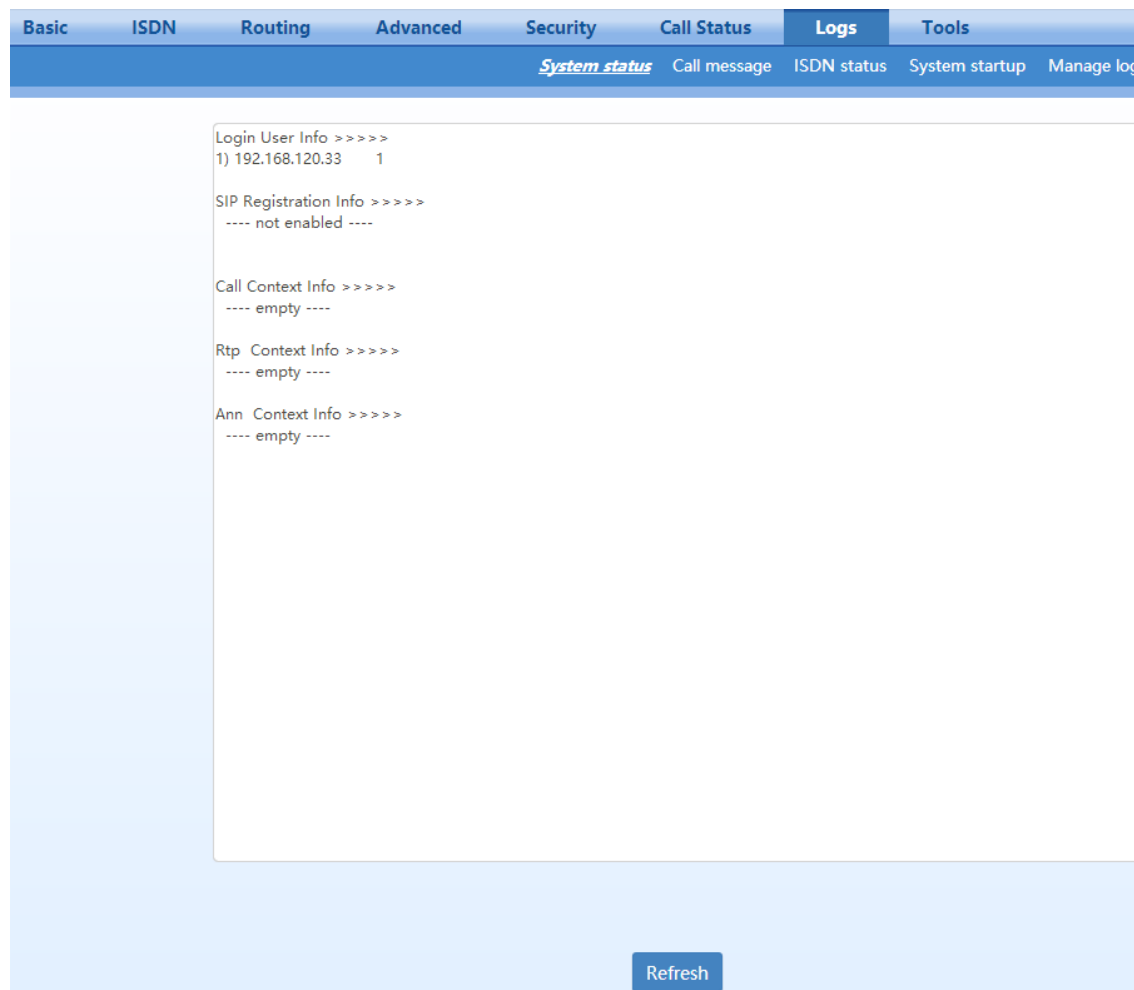 Basic ISDN Routing Advanced Security Call Status Logs Tools
System status Call message ISDN status System startup Manage log
Login User Info >>>>>
1) 192.168.120.33 1
SIP Registration Info >>>>>
---- not enabled ----
Call Context Info >>>>>
---- empty ----
Rtp Context Info >>>>>
---- empty ----
Ann Context Info >>>>>
---- empty ----
Refresh